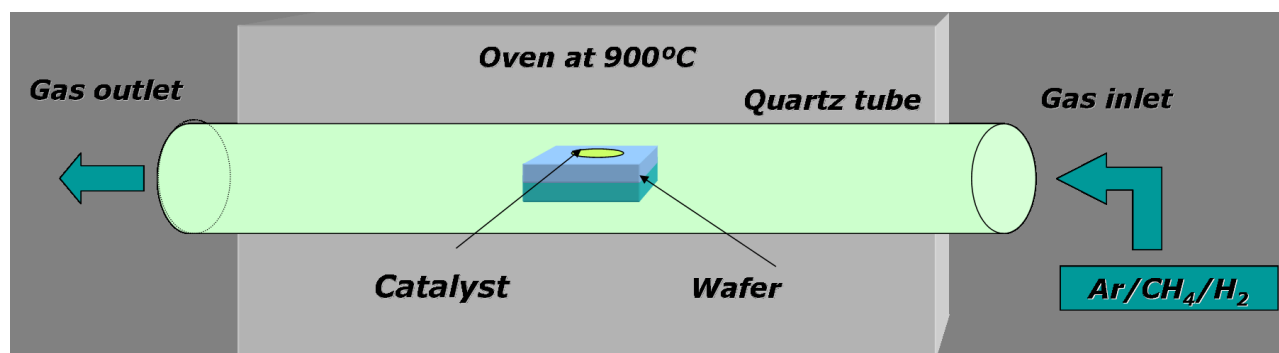 Oven at 900ºC
Gas outlet
Quartz tube
Gas inlet
Catalyst
Wafer
Ar/CH₄/H₂